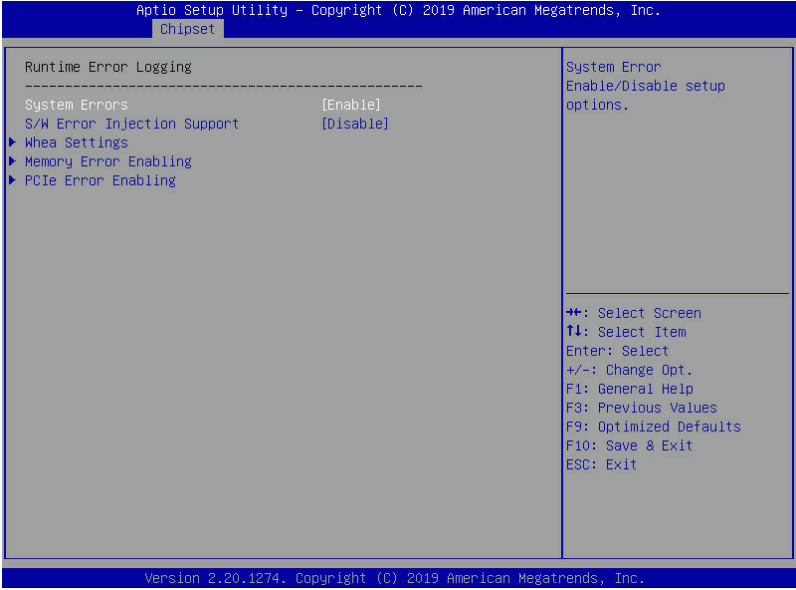 Aptio Setup Utility – Copyright (C) 2019 American Megatrends, Inc.
Chipset
Runtime Error Logging
--------------------------------------------------
System Errors [Enable]
S/W Error Injection Support [Disable]
Whea Settings
Memory Error Enabling
PCIe Error Enabling
System Error
Enable/Disable setup
options.
→←: Select Screen
↑↓: Select Item
Enter: Select
+/-: Change Opt.
F1: General Help
F3: Previous Values
F9: Optimized Defaults
F10: Save & Exit
ESC: Exit
Version 2.20.1274. Copyright (C) 2019 American Megatrends, Inc.